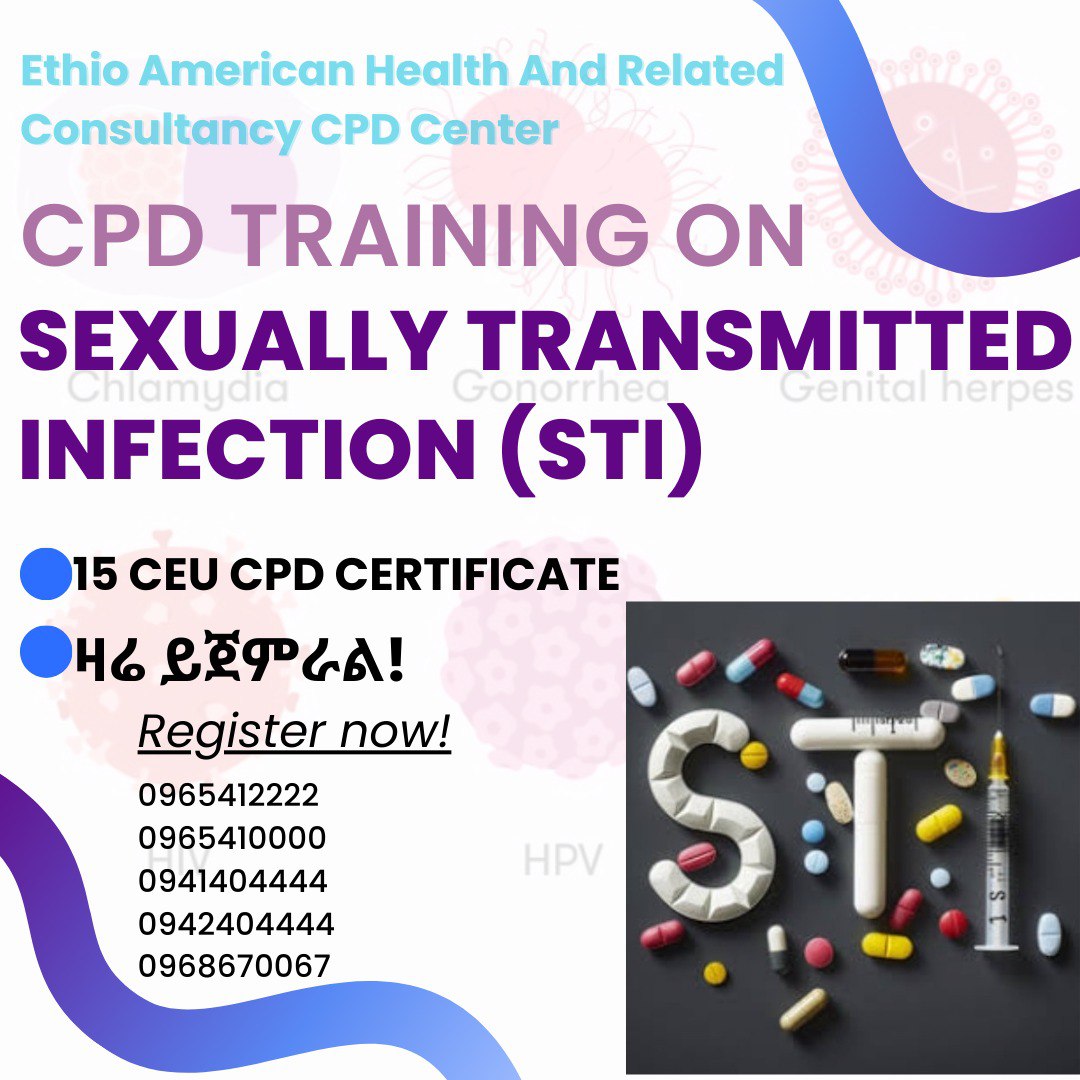 Ethio American Health And Related
Consultancy CPD Center
CPD TRAINING ON
SEXUALLY TRANSMITTED
Chlamydia Gonorrhea Genital herpes
INFECTION (STI)
15 CEU CPD CERTIFICATE
ዛሬ ይጀምራል!
Register now!
0965412222
0965410000
HIV HPV
0941404444
0942404444
0968670067
STI